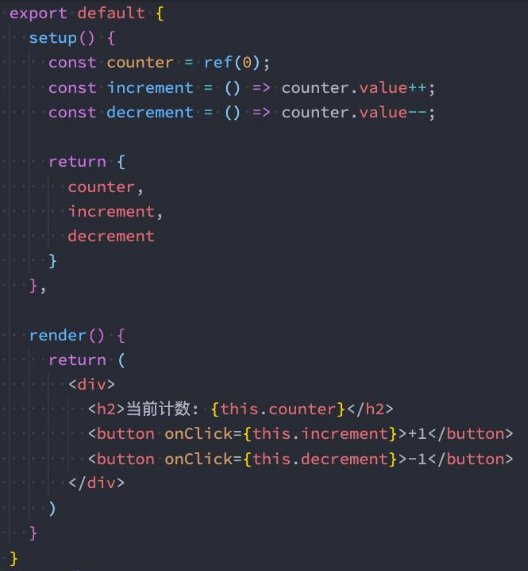 export default {
  setup() {
    const counter = ref(0);
    const increment = () => counter.value++;
    const decrement = () => counter.value--;

    return {
      counter,
      increment,
      decrement
    }
  },

  render() {
    return (
      <div>
        <h2>当前计数: {this.counter}</h2>
        <button onClick={this.increment}>+1</button>
        <button onClick={this.decrement}>-1</button>
      </div>
    )
  }
}